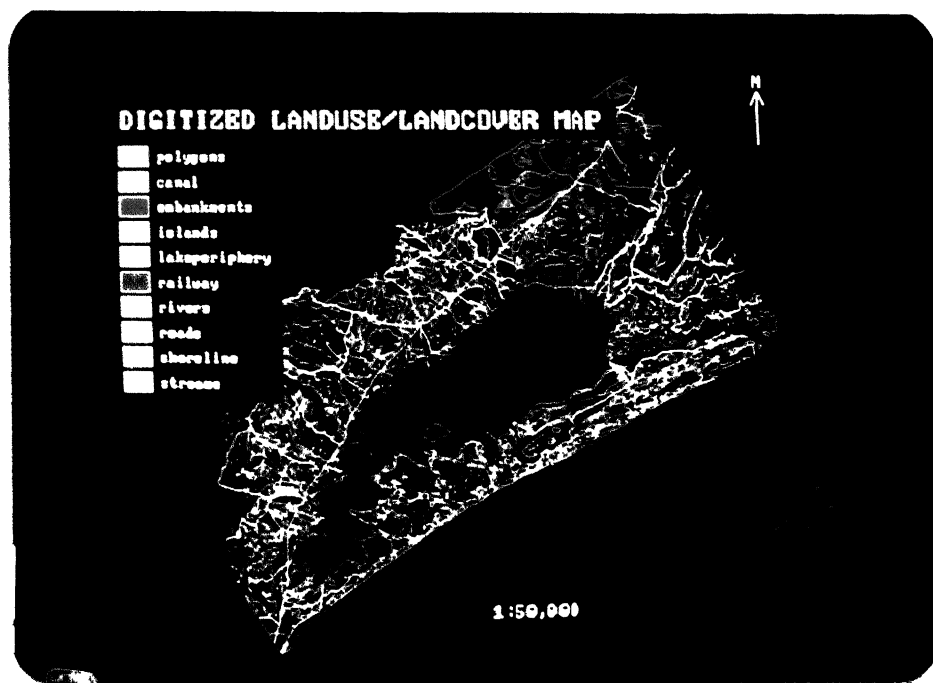 N
DIGITIZED LANDUSE/LANDCOVER MAP
polygons
canal
embankments
islands
lakeperiphery
railway
rivers
roads
shoreline
streams
1:50,000